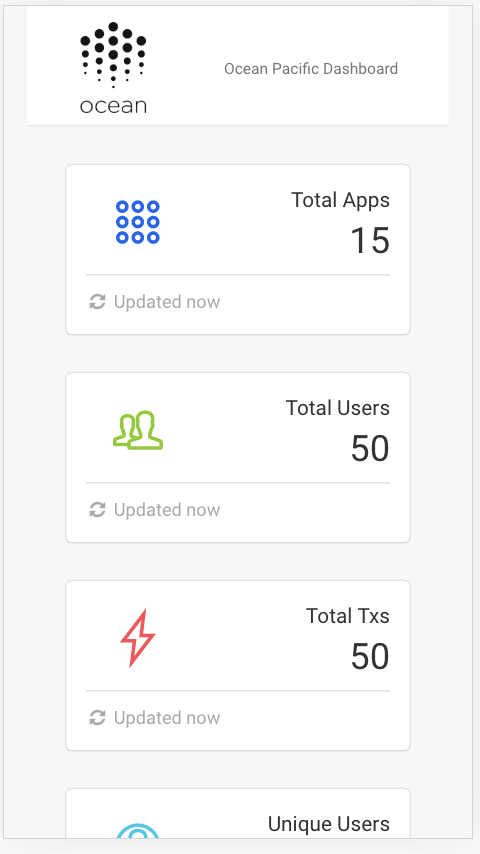 ocean
Ocean Pacific Dashboard
Total Apps
15
Updated now
Total Users
50
Updated now
Total Txs
50
Updated now
Unique Users